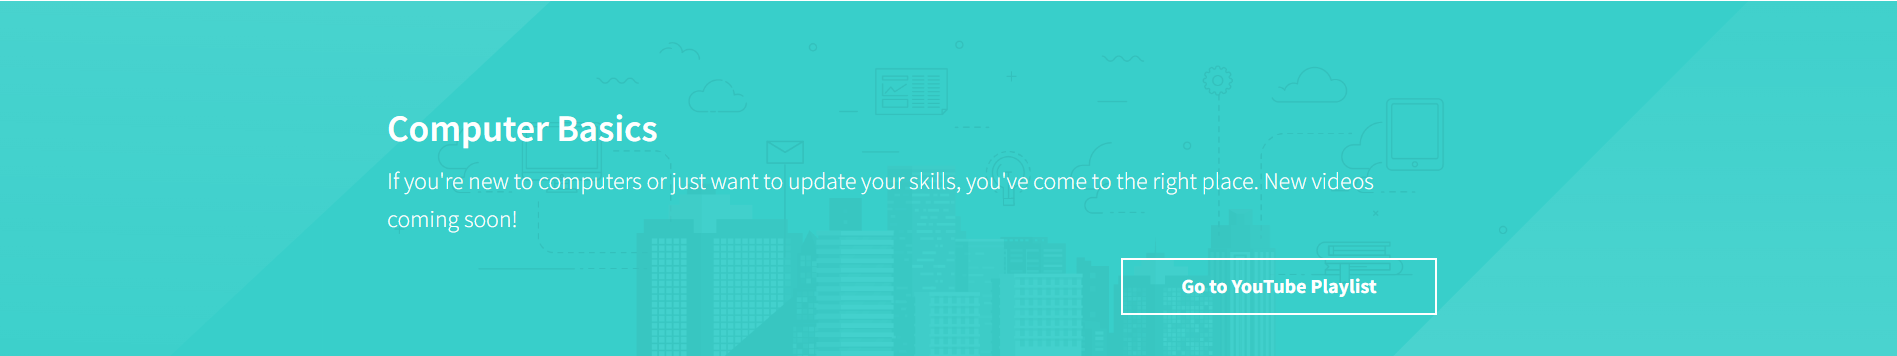 Computer Basics
If you're new to computers or just want to update your skills, you've come to the right place. New videos
coming soon!
Go to YouTube Playlist